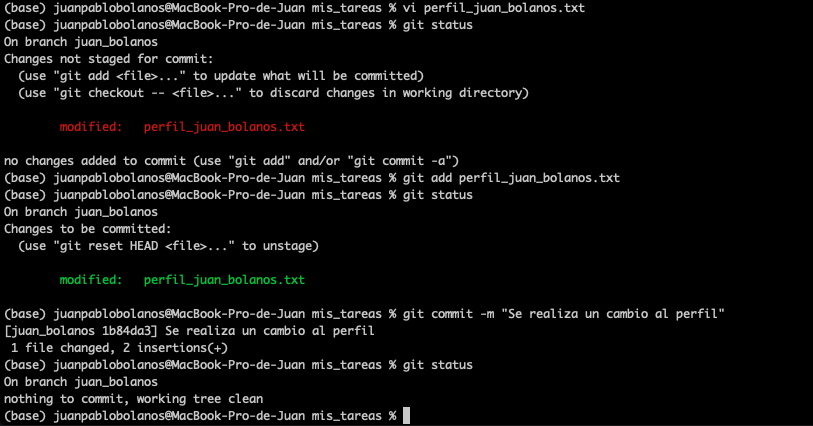 (base) juanpablobolanos@MacBook-Pro-de-Juan mis_tareas % vi perfil_juan_bolanos.txt
(base) juanpablobolanos@MacBook-Pro-de-Juan mis_tareas % git status
On branch juan_bolanos
Changes not staged for commit:
  (use "git add <file>..." to update what will be committed)
  (use "git checkout -- <file>..." to discard changes in working directory)

        modified:   perfil_juan_bolanos.txt

no changes added to commit (use "git add" and/or "git commit -a")
(base) juanpablobolanos@MacBook-Pro-de-Juan mis_tareas % git add perfil_juan_bolanos.txt
(base) juanpablobolanos@MacBook-Pro-de-Juan mis_tareas % git status
On branch juan_bolanos
Changes to be committed:
  (use "git reset HEAD <file>..." to unstage)

        modified:   perfil_juan_bolanos.txt

(base) juanpablobolanos@MacBook-Pro-de-Juan mis_tareas % git commit -m "Se realiza un cambio al perfil"
[juan_bolanos 1b84da3] Se realiza un cambio al perfil
 1 file changed, 2 insertions(+)
(base) juanpablobolanos@MacBook-Pro-de-Juan mis_tareas % git status
On branch juan_bolanos
nothing to commit, working tree clean
(base) juanpablobolanos@MacBook-Pro-de-Juan mis_tareas %